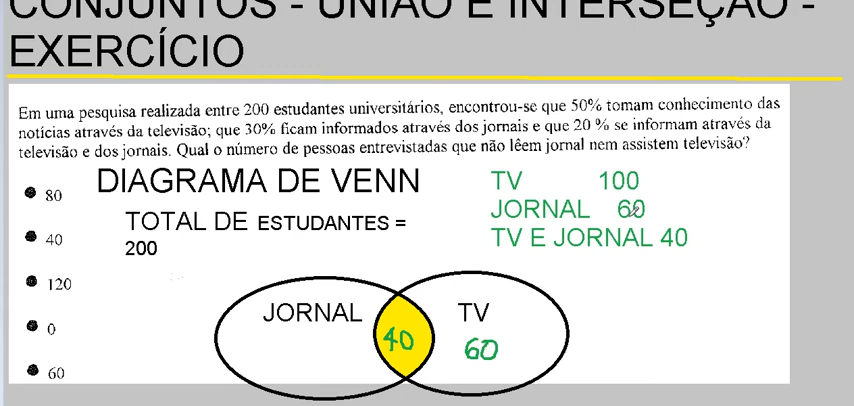 CONJUNTOS - UNIÃO E INTERSEÇÃO -
EXERCÍCIO
Em uma pesquisa realizada entre 200 estudantes universitários, encontrou-se que 50% tomam conhecimento das
notícias através da televisão; que 30% ficam informados através dos jornais e que 20 % se informam através da
televisão e dos jornais. Qual o número de pessoas entrevistadas que não lêem jornal nem assistem televisão?
80
40
120
0
60
DIAGRAMA DE VENN
TOTAL DE ESTUDANTES =
200
TV 100
JORNAL 60
TV E JORNAL 40
JORNAL
40
TV
60